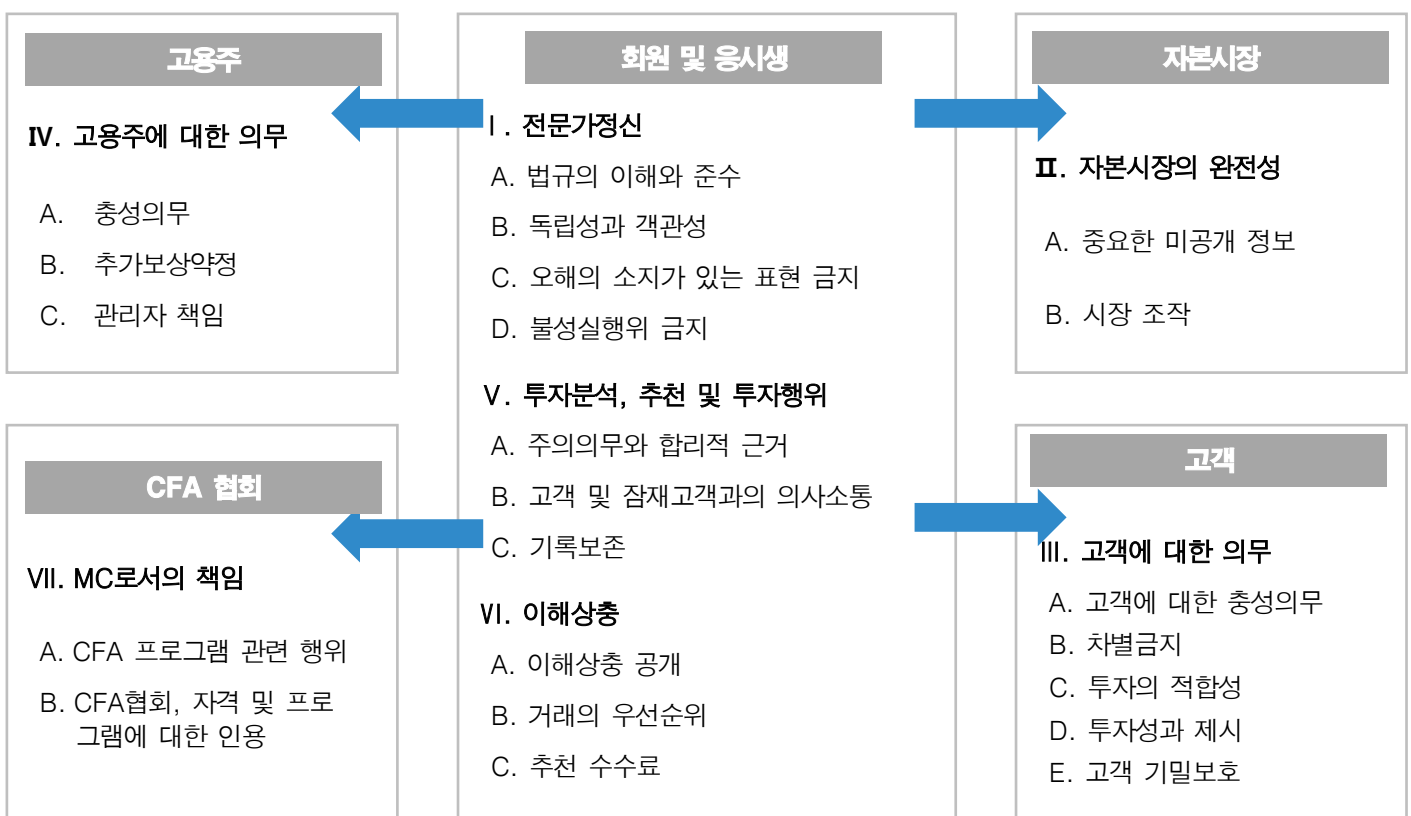 고용주
IV. 고용주에 대한 의무
A. 충성의무
B. 추가보상약정
C. 관리자 책임
회원 및 응시생
Ⅰ. 전문가정신
A. 법규의 이해와 준수
B. 독립성과 객관성
C. 오해의 소지가 있는 표현 금지
D. 불성실행위 금지
V. 투자분석, 추천 및 투자행위
A. 주의의무와 합리적 근거
B. 고객 및 잠재고객과의 의사소통
C. 기록보존
VI. 이해상충
A. 이해상충 공개
B. 거래의 우선순위
C. 추천 수수료
자본시장
Ⅱ. 자본시장의 완전성
A. 중요한 미공개 정보
B. 시장 조작
CFA 협회
VII. MC로서의 책임
A. CFA 프로그램 관련 행위
B. CFA협회, 자격 및 프로
그램에 대한 인용
고객
Ⅲ. 고객에 대한 의무
A. 고객에 대한 충성의무
B. 차별금지
C. 투자의 적합성
D. 투자성과 제시
E. 고객 기밀보호